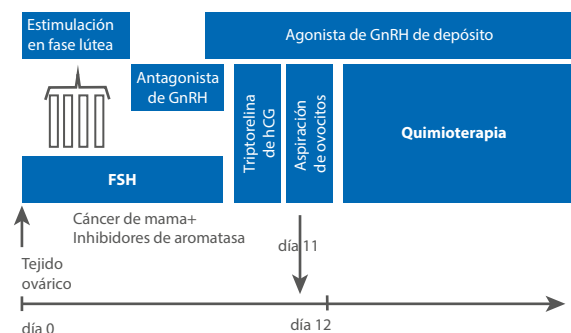 Estimulación
en fase lútea
Agonista de GnRH de depósito
Antagonista
de GnRH
Triptorelina
de hCG
Aspiración
de ovocitos
Quimioterapia
FSH
Cáncer de mama+
Inhibidores de aromatasa
día 11
Tejido
ovárico
día 0
día 12